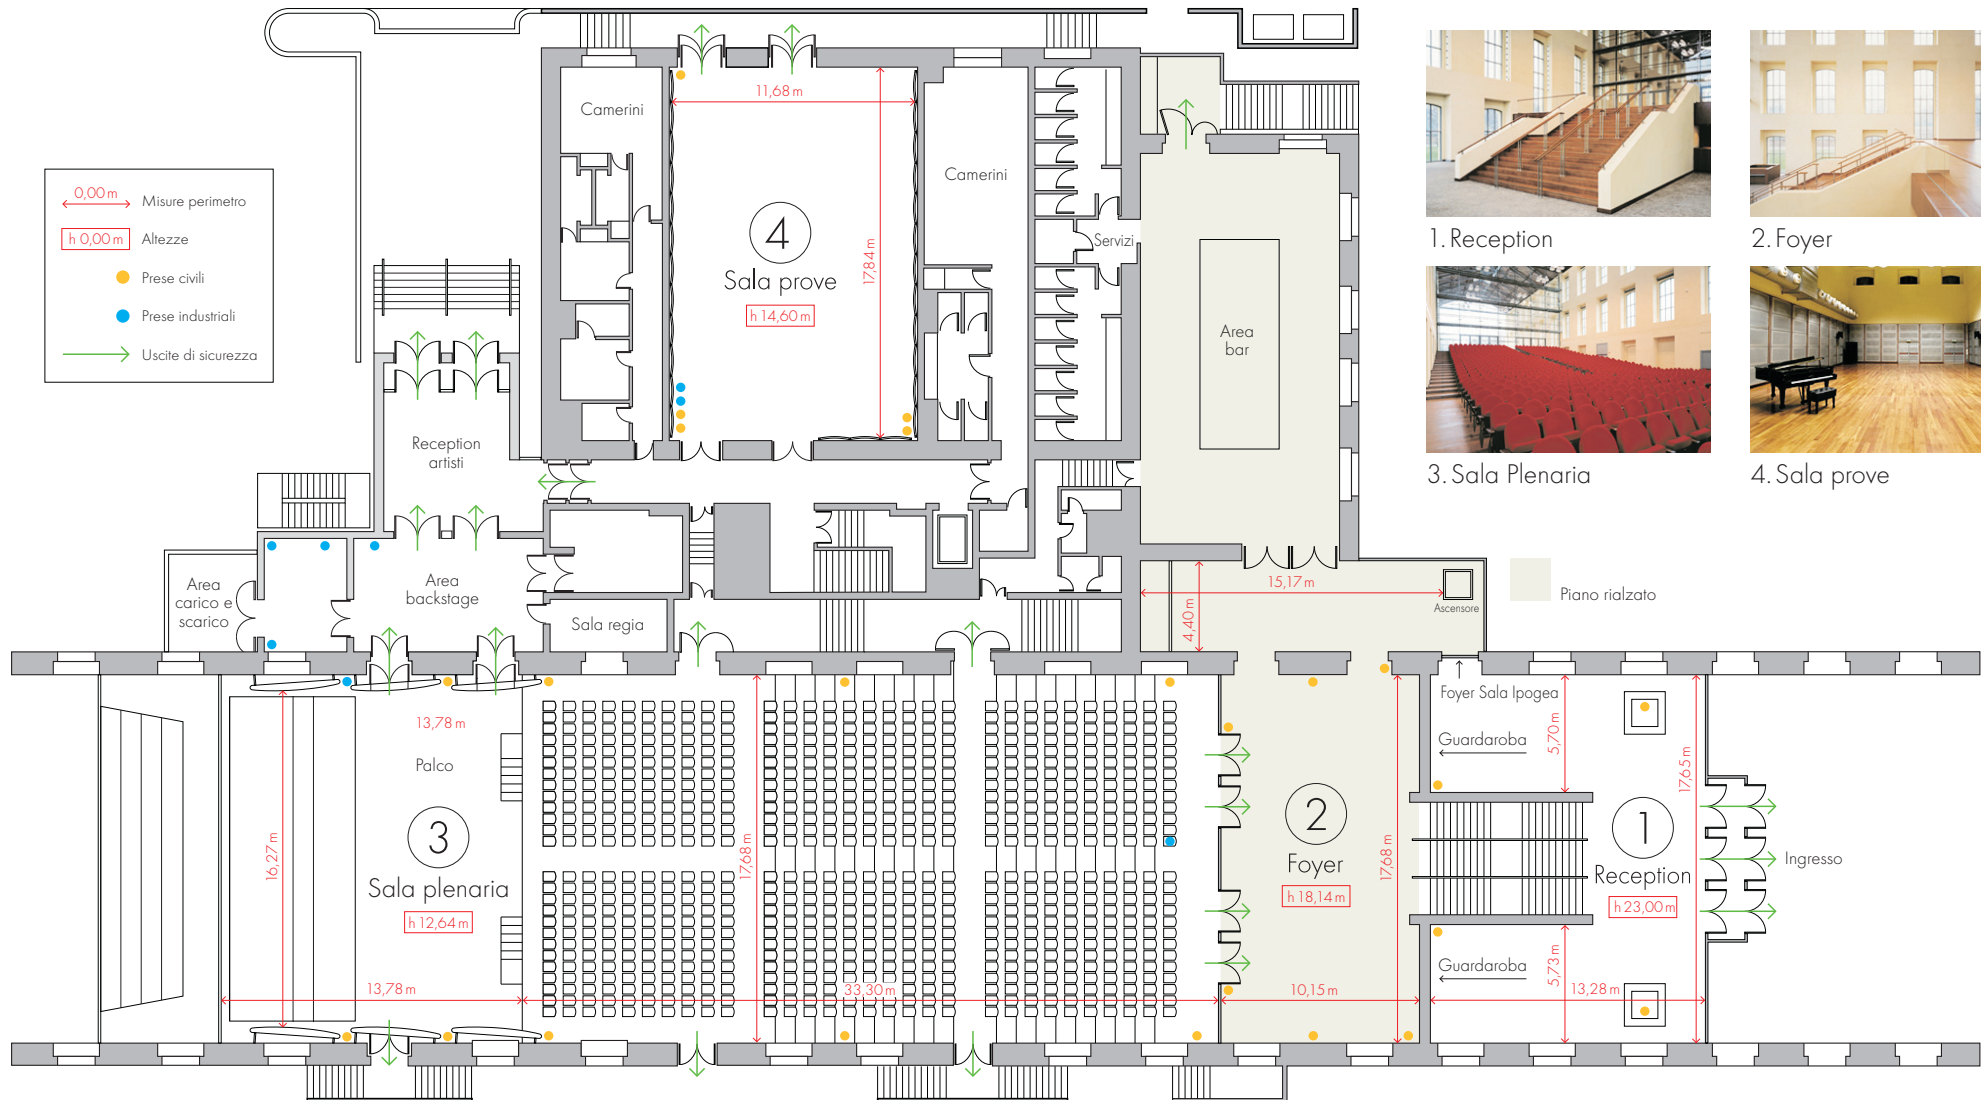 0,00 m
Misure perimetro
h 0,00 m
Altezze
Prese civili
Prese industriali
Uscite di sicurezza
Camerini
11,68 m
17,84 m
4
Sala prove
h 14,60 m
Camerini
Servizi
Area
bar
Reception
artisti
Area
carico e
scarico
Area
backstage
Sala regia
15,17 m
4,40 m
Ascensore
Piano rialzato
1. Reception
2. Foyer
3. Sala Plenaria
4. Sala prove
13,78 m
Palco
16,27 m
3
Sala plenaria
h 12,64 m
13,78 m
17,68 m
33,30 m
2
Foyer
h 18,14 m
17,68 m
10,15 m
Foyer Sala Ipogea
Guardaroba
5,70 m
17,65 m
1
Reception
h 23,00 m
Ingresso
Guardaroba
5,73 m
13,28 m